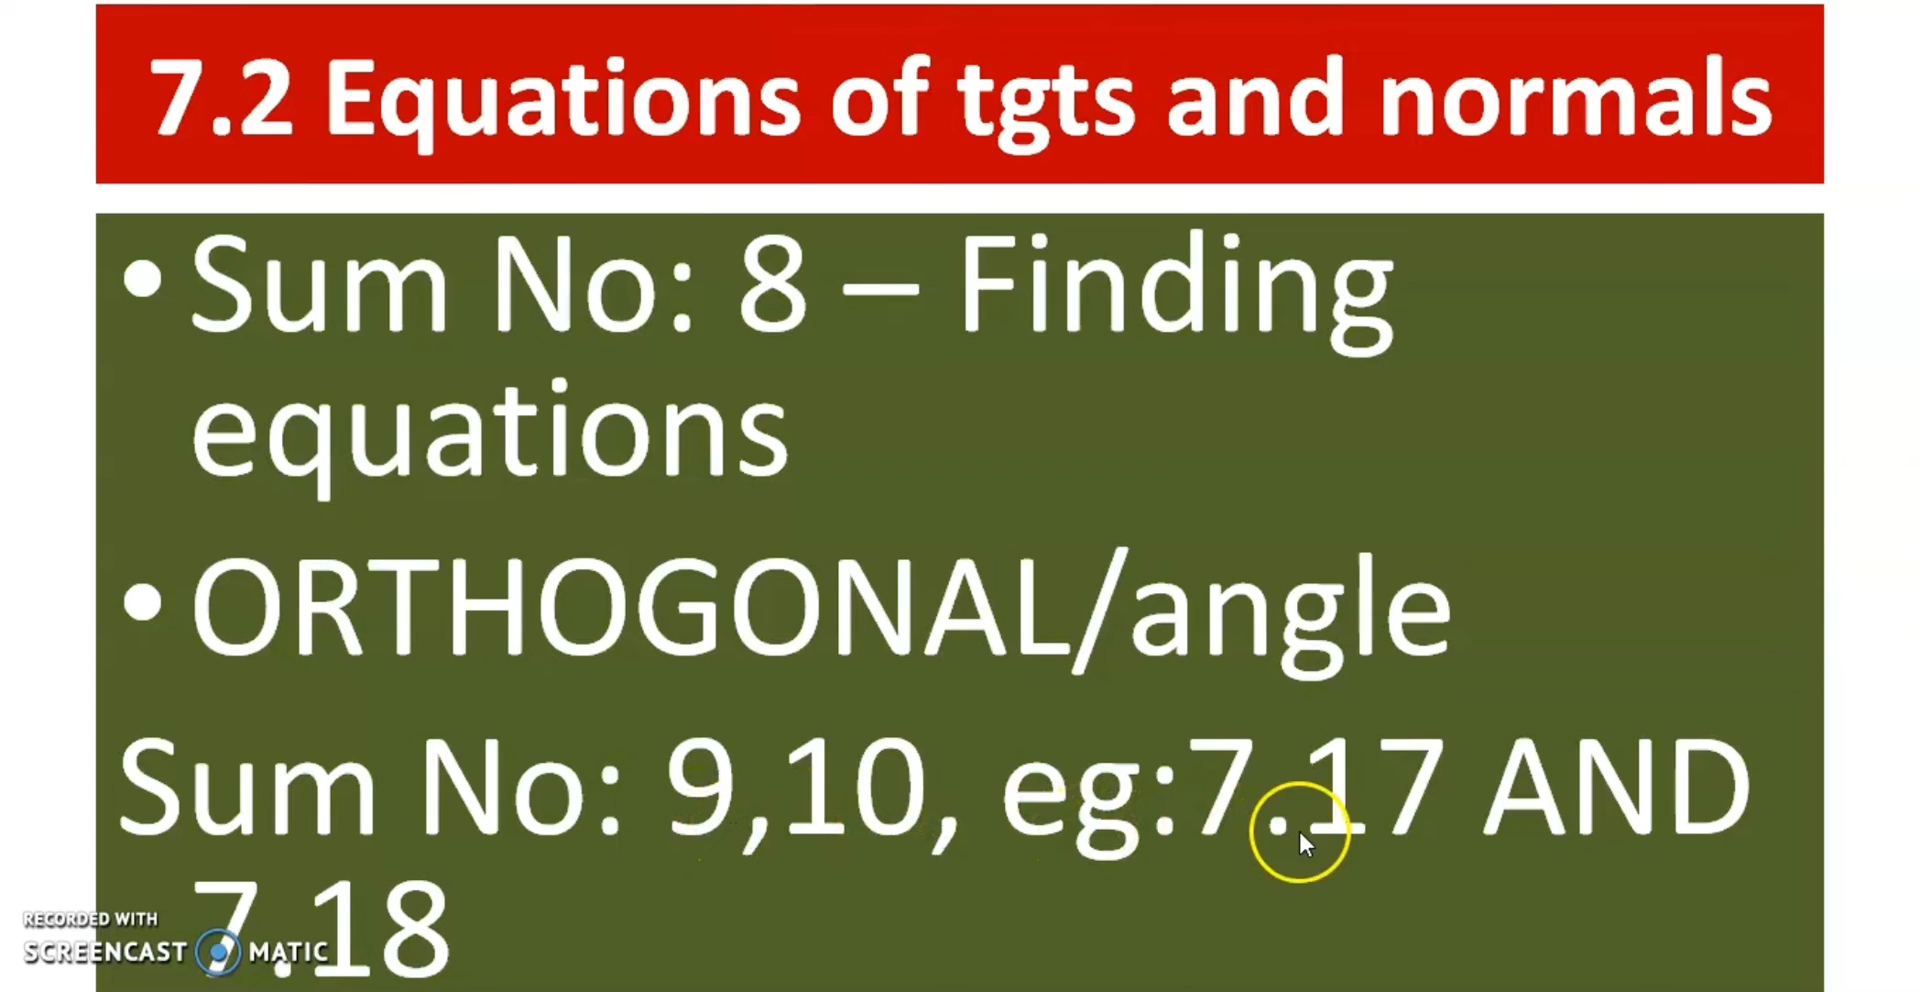 7.2 Equations of tgts and normals
• Sum No: 8 – Finding
equations
• ORTHOGONAL/angle
Sum No: 9,10, eg:7.17 AND
7.18
RECORDED WITH
SCREENCAST MATIC